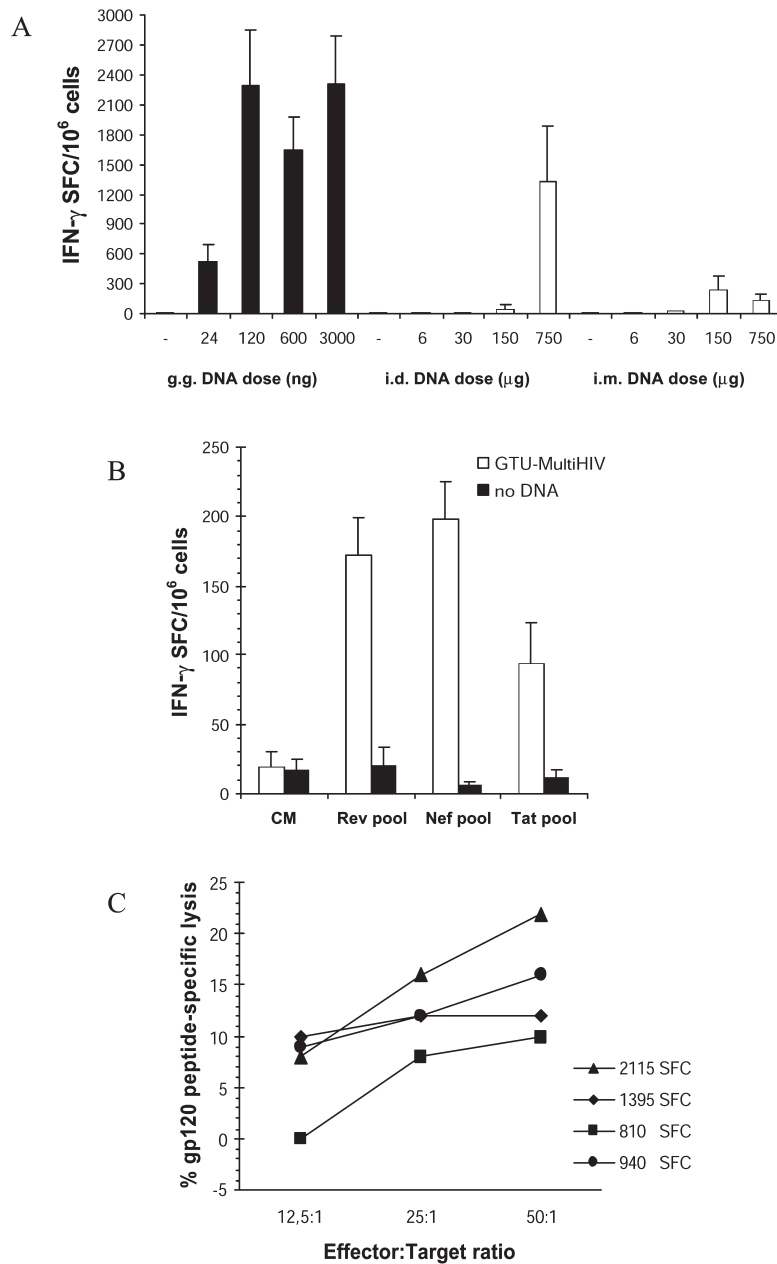 A
IFN-γ SFC/10⁶ cells
3000
2700
2400
2100
1800
1500
1200
900
600
300
0
- 24 120 600 3000 - 6 30 150 750 - 6 30 150 750
g.g. DNA dose (ng) i.d. DNA dose (μg) i.m. DNA dose (μg)
B
IFN-γ SFC/10⁶ cells
250
200
150
100
50
0
GTU-MultiHIV
no DNA
CM Rev pool Nef pool Tat pool
C
% gp120 peptide-specific lysis
25
20
15
10
5
0
-5
2115 SFC
1395 SFC
810 SFC
940 SFC
12,5:1 25:1 50:1
Effector:Target ratio